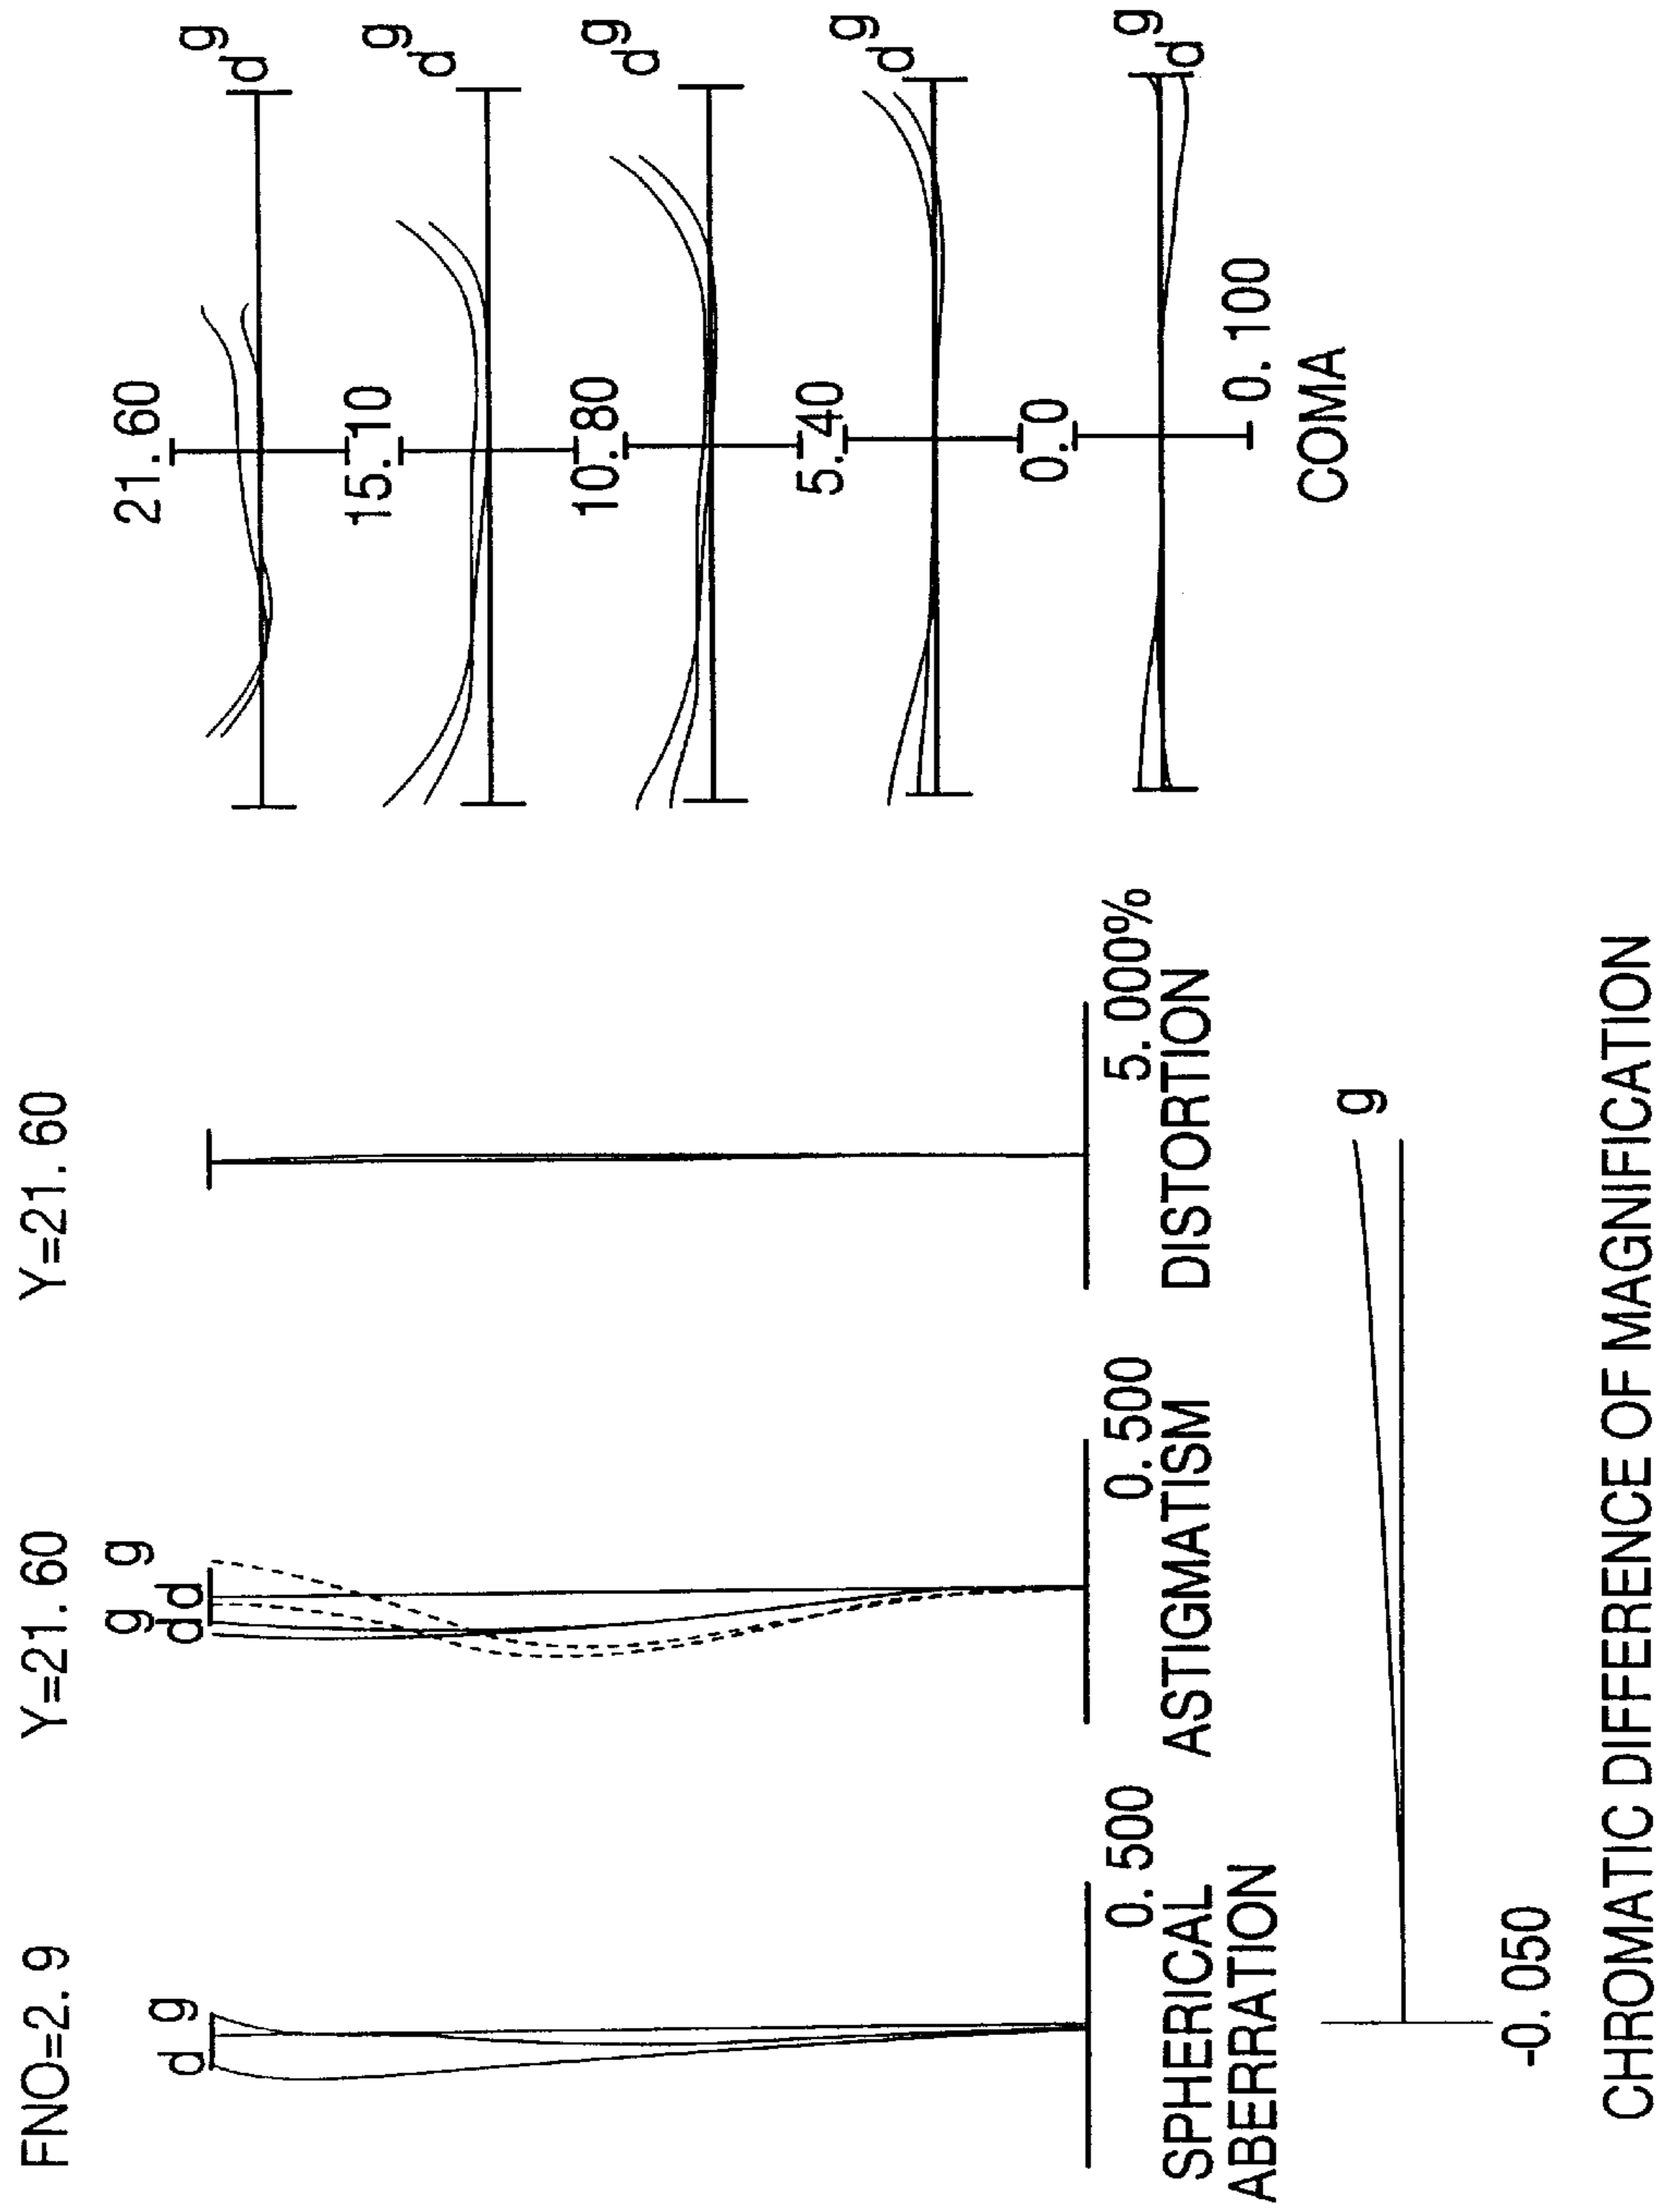 FNO=2.9
d g
0.500
SPHERICAL
ABERRATION
Y=21.60
g g
d d
0.500
ASTIGMATISM
Y=21.60
5.000%
DISTORTION
21.60
g
d
15.10
g
d
10.80
g
d
5.40
g
d
0.0
g
d
0.100
COMA
g
-0.050
CHROMATIC DIFFERENCE OF MAGNIFICATION